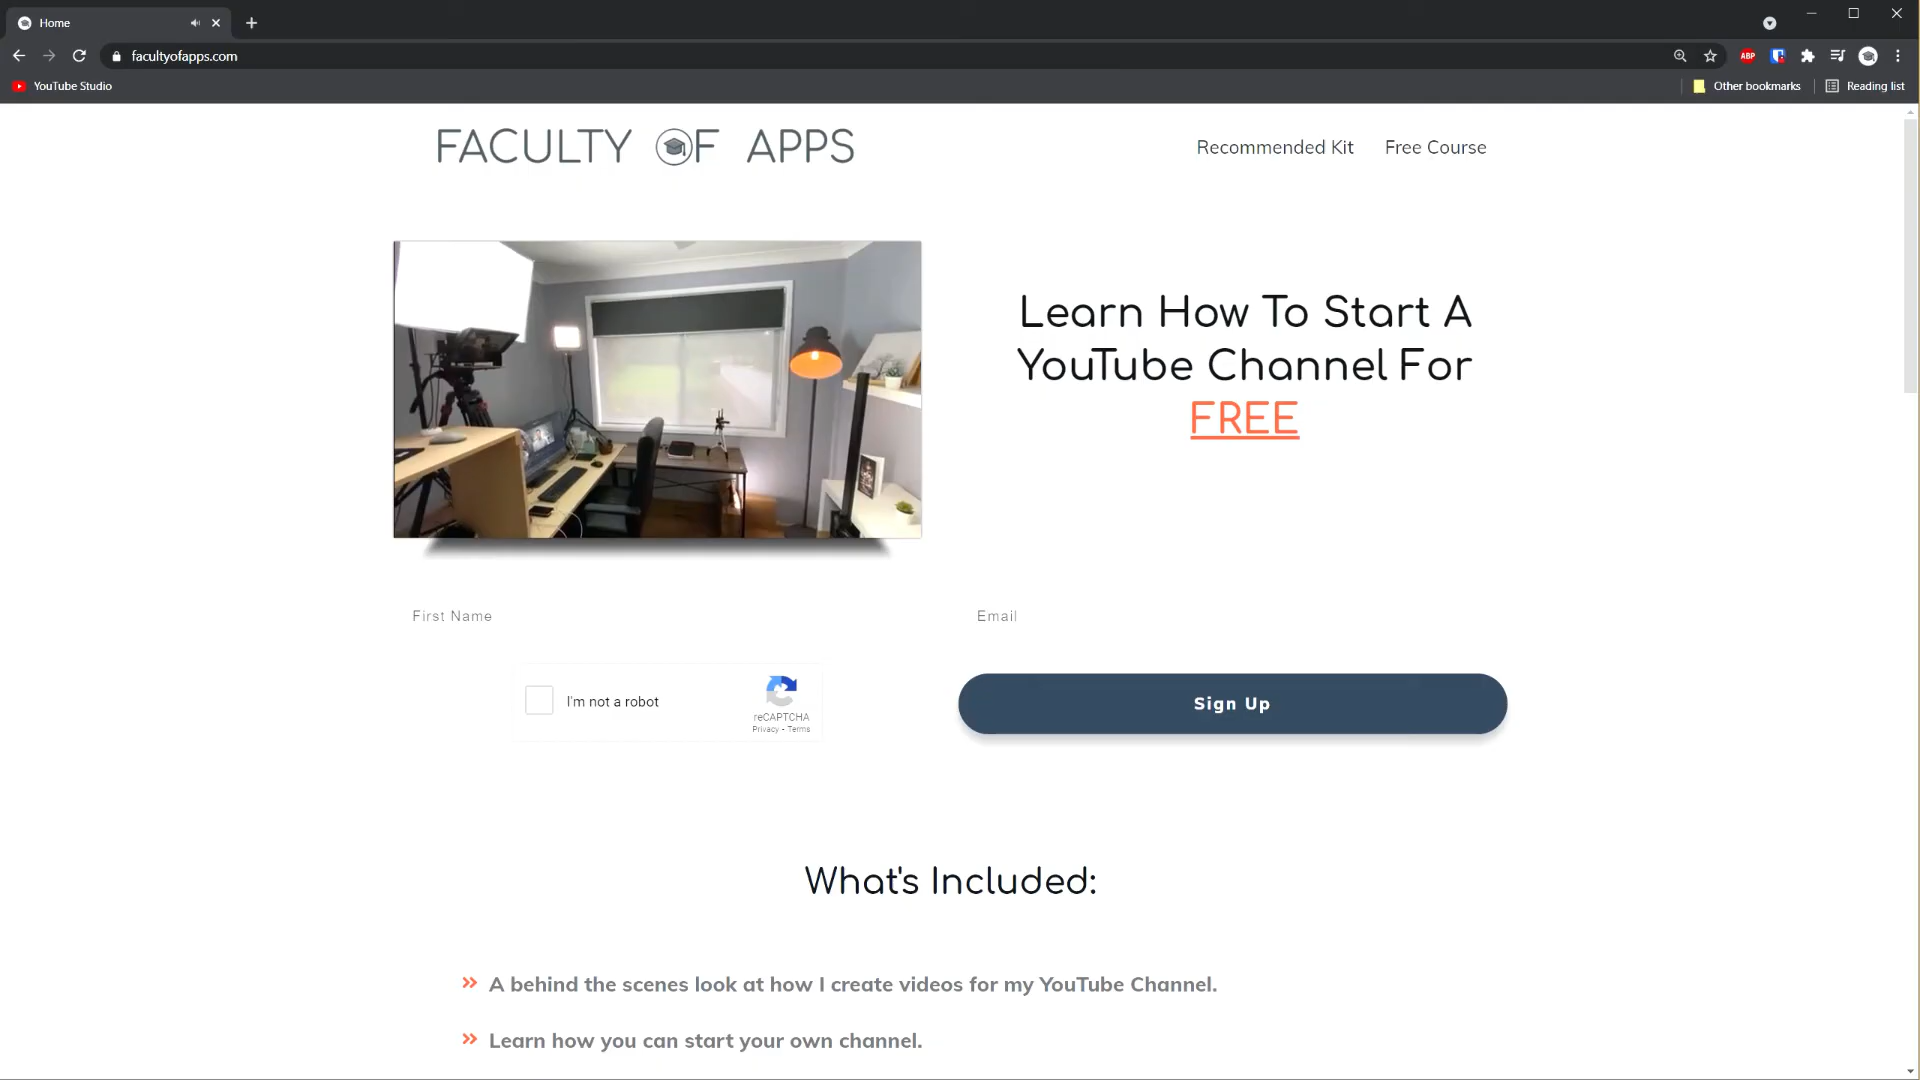 Home
facultyofapps.com
ABP
YouTube Studio
Other bookmarks
Reading list
FACULTY OF APPS
Recommended Kit
Free Course
Learn How To Start A
YouTube Channel For
FREE
First Name
Email
I'm not a robot
reCAPTCHA
Privacy - Terms
Sign Up
What's Included:
A behind the scenes look at how I create videos for my YouTube Channel.
Learn how you can start your own channel.